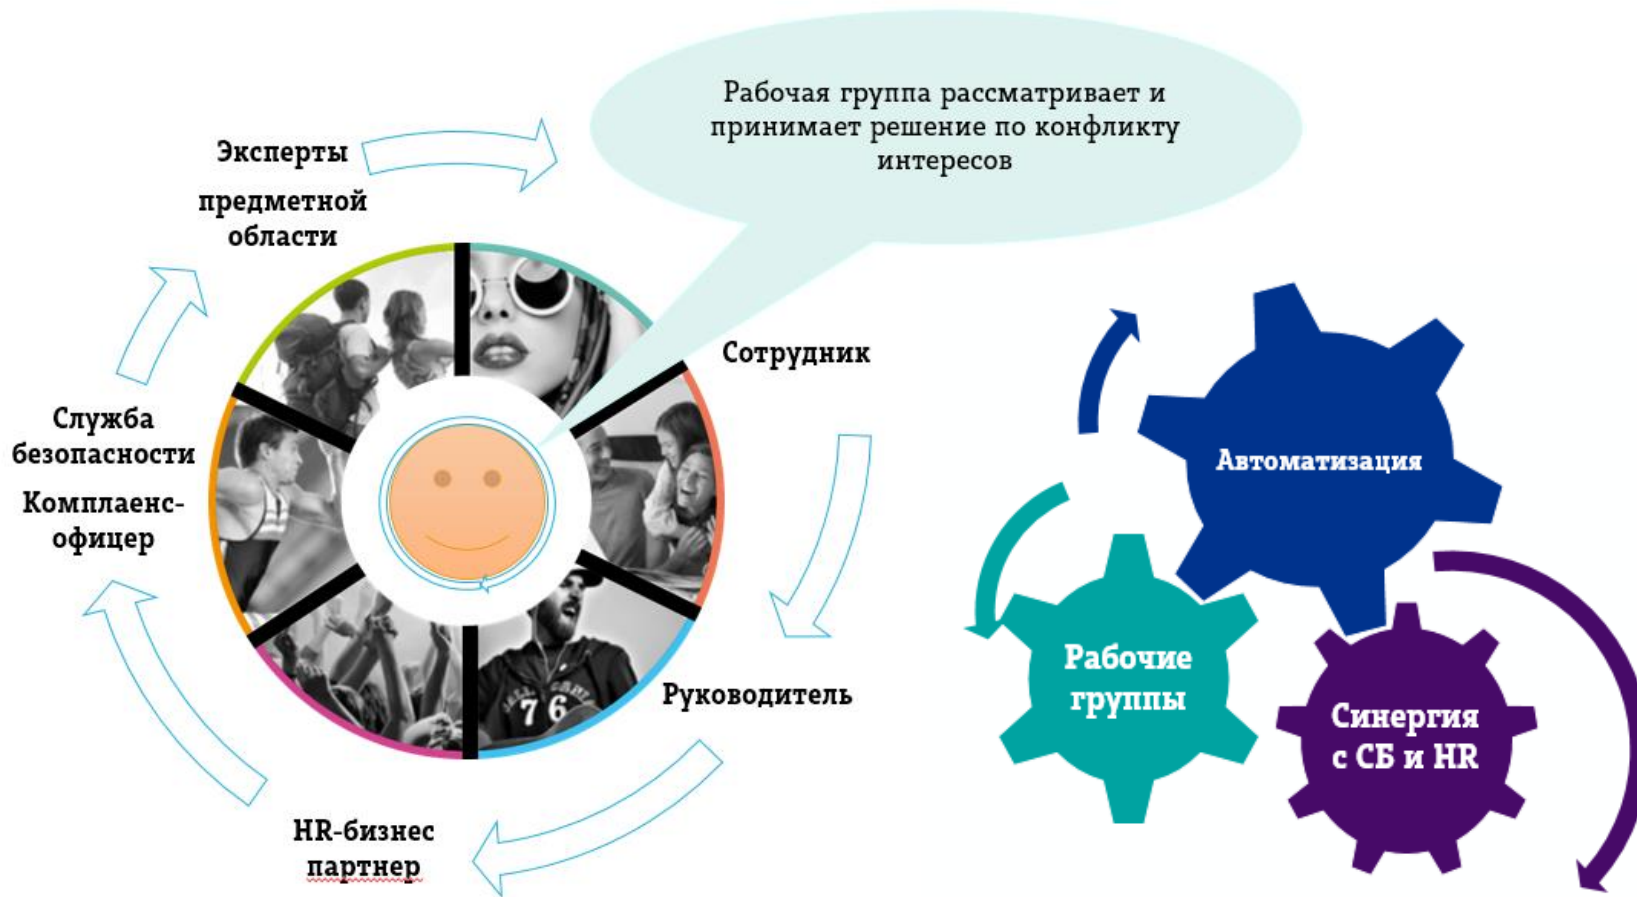 Рабочая группа рассматривает и
принимает решение по конфликту
интересов
Эксперты
предметной
области
Сотрудник
Служба
безопасности
Комплаенс-
офицер
Руководитель
HR-бизнес
партнер
76
Автоматизация
Рабочие
группы
Синергия
с СБ и HR